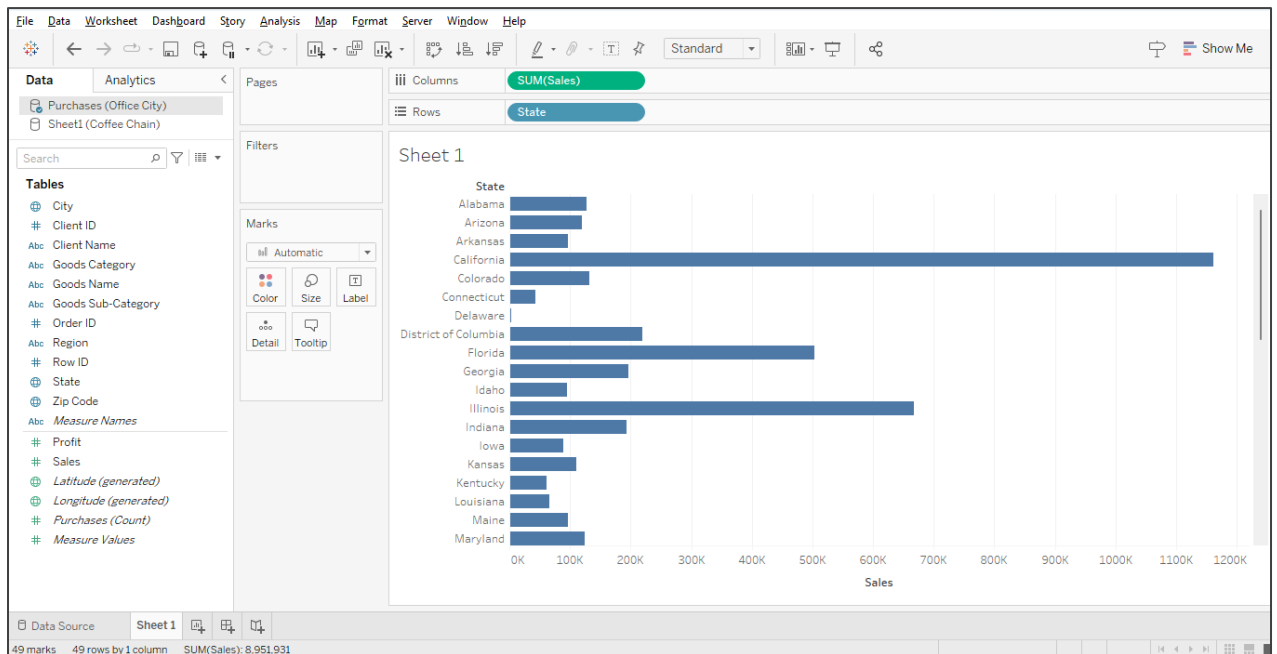 File Data Worksheet Dashboard Story Analysis Map Format Server Window Help
Standard
Show Me
Data Analytics
Purchases (Office City)
Sheet1 (Coffee Chain)
Search
Tables
City
# Client ID
Abc Client Name
Abc Goods Category
Abc Goods Name
Abc Goods Sub-Category
# Order ID
Abc Region
# Row ID
State
Zip Code
Abc Measure Names
# Profit
# Sales
Latitude (generated)
Longitude (generated)
# Purchases (Count)
# Measure Values
Pages
Filters
Marks
Automatic
Color Size Label
Detail Tooltip
Columns SUM(Sales)
Rows State
Sheet 1
State
Alabama
Arizona
Arkansas
California
Colorado
Connecticut
Delaware
District of Columbia
Florida
Georgia
Idaho
Illinois
Indiana
Iowa
Kansas
Kentucky
Louisiana
Maine
Maryland
0K 100K 200K 300K 400K 500K 600K 700K 800K 900K 1000K 1100K 1200K
Sales
Data Source Sheet 1
49 marks 49 rows by 1 column SUM(Sales): 8,951,931